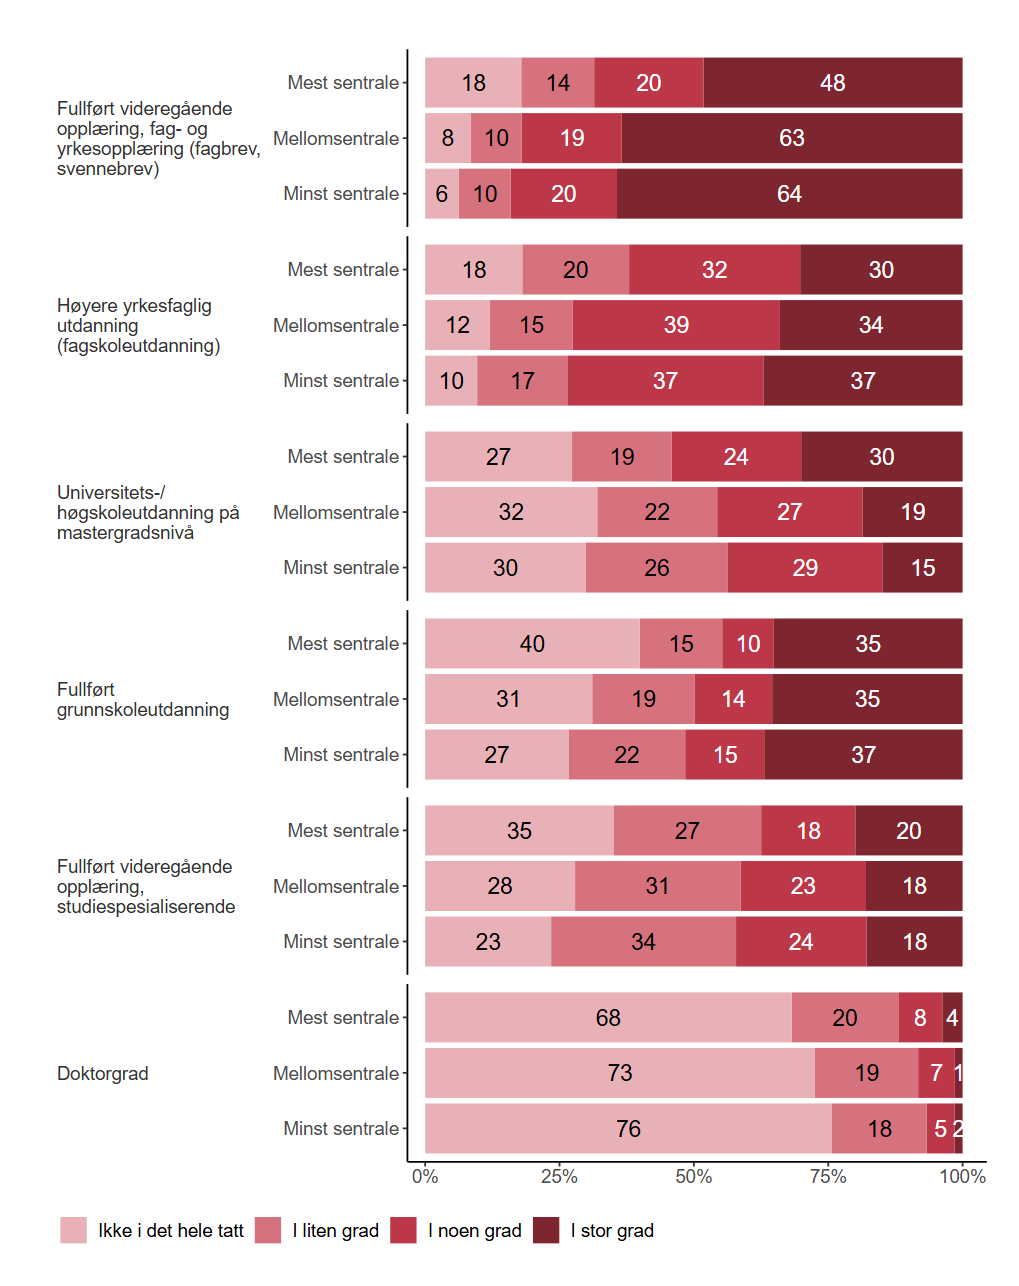 Fullført videregående
opplæring, fag- og
yrkesopplæring (fagbrev,
svennebrev)
Mest sentrale 18 14 20 48
Mellomsentrale 8 10 19 63
Minst sentrale 6 10 20 64
Høyere yrkesfaglig
utdanning
(fagskoleutdanning)
Mest sentrale 18 20 32 30
Mellomsentrale 12 15 39 34
Minst sentrale 10 17 37 37
Universitets-/
høgskoleutdanning på
mastergradsnivå
Mest sentrale 27 19 24 30
Mellomsentrale 32 22 27 19
Minst sentrale 30 26 29 15
Fullført
grunnskoleutdanning
Mest sentrale 40 15 10 35
Mellomsentrale 31 19 14 35
Minst sentrale 27 22 15 37
Fullført videregående
opplæring,
studiespesialiserende
Mest sentrale 35 27 18 20
Mellomsentrale 28 31 23 18
Minst sentrale 23 34 24 18
Doktorgrad
Mest sentrale 68 20 8 4
Mellomsentrale 73 19 7 1
Minst sentrale 76 18 5 2
0% 25% 50% 75% 100%
Ikke i det hele tatt I liten grad I noen grad I stor grad